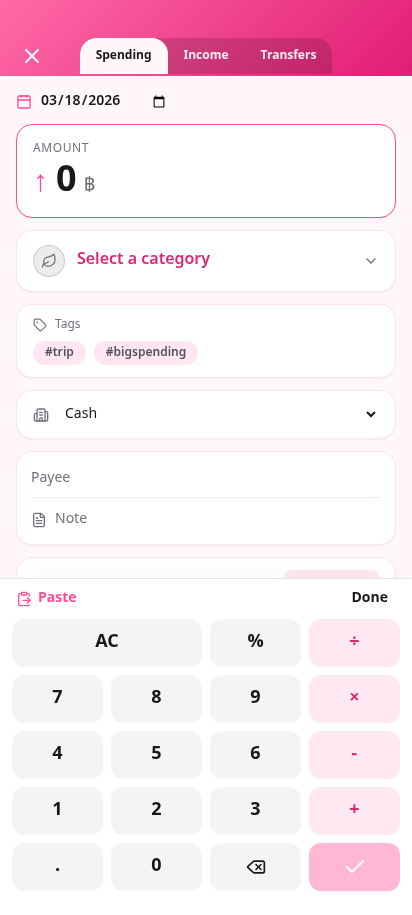 Spending Income Transfers
03/18/2026
AMOUNT
↑ 0 ฿
Select a category
Tags
#trip #bigspending
Cash
Payee
Note
Paste Done
AC % ÷
7 8 9 ×
4 5 6 -
1 2 3 +
. 0